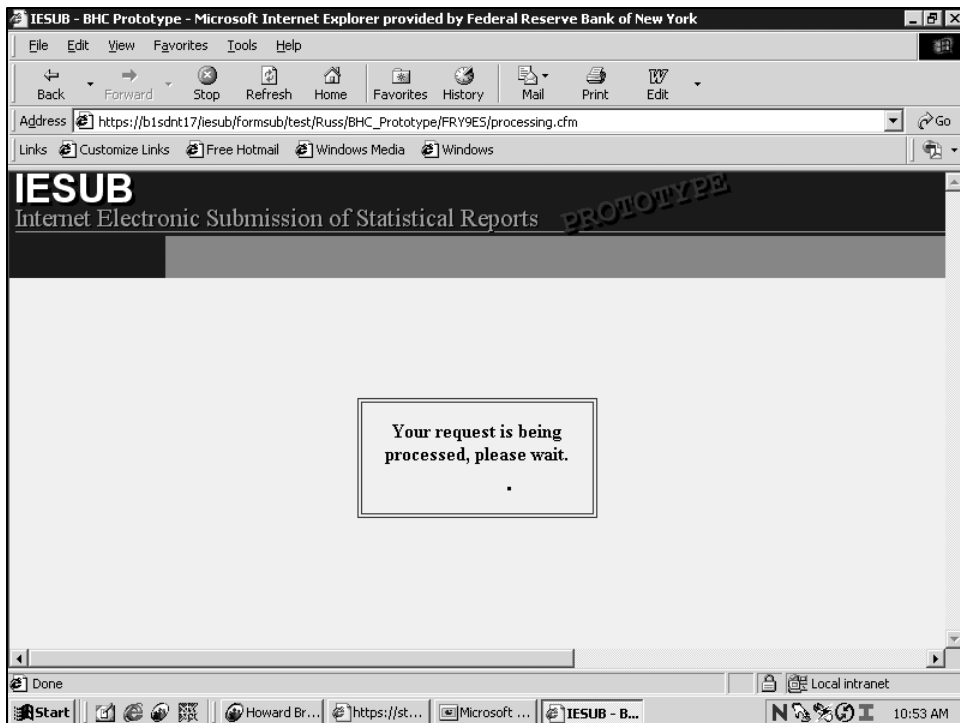 IESUB - BHC Prototype - Microsoft Internet Explorer provided by Federal Reserve Bank of New York
File Edit View Favorites Tools Help
Back Forward Stop Refresh Home Favorites History Mail Print Edit
Address https://b1sdnt17/iesub/formsub/test/Russ/BHC_Prototype/FRY9ES/processing.cfm Go
Links Customize Links Free Hotmail Windows Media Windows
IESUB
Internet Electronic Submission of Statistical Reports PROTOTYPE
Your request is being
processed, please wait.
Done Local intranet
Start Howard Br... https://st... Microsoft ... IESUB - B... 10:53 AM